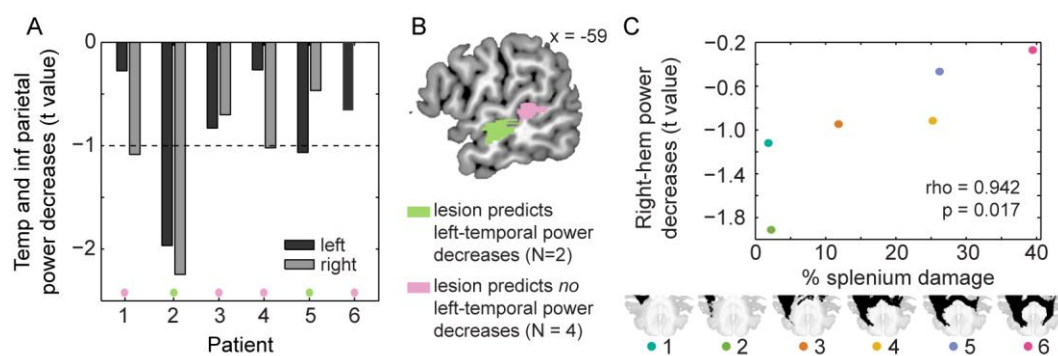 A
Temp and inf parietal
power decreases (t value)
0
−1
−2
left
right
1 2 3 4 5 6
Patient
B
x = -59
lesion predicts
left-temporal power
decreases (N=2)
lesion predicts no
left-temporal power
decreases (N = 4)
C
Right-hem power
decreases (t value)
−0.2
−0.6
−1.0
−1.4
−1.8
rho = 0.942
p = 0.017
0 10 20 30 40
% splenium damage
1 2 3 4 5 6